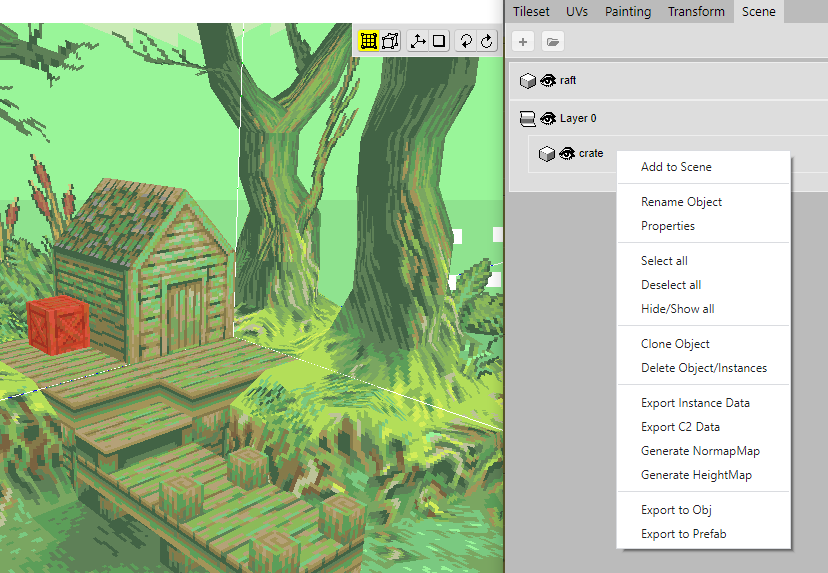 Tileset UVs Painting Transform Scene
raft
Layer 0
crate
Add to Scene
Rename Object
Properties
Select all
Deselect all
Hide/Show all
Clone Object
Delete Object/Instances
Export Instance Data
Export C2 Data
Generate NormapMap
Generate HeightMap
Export to Obj
Export to Prefab